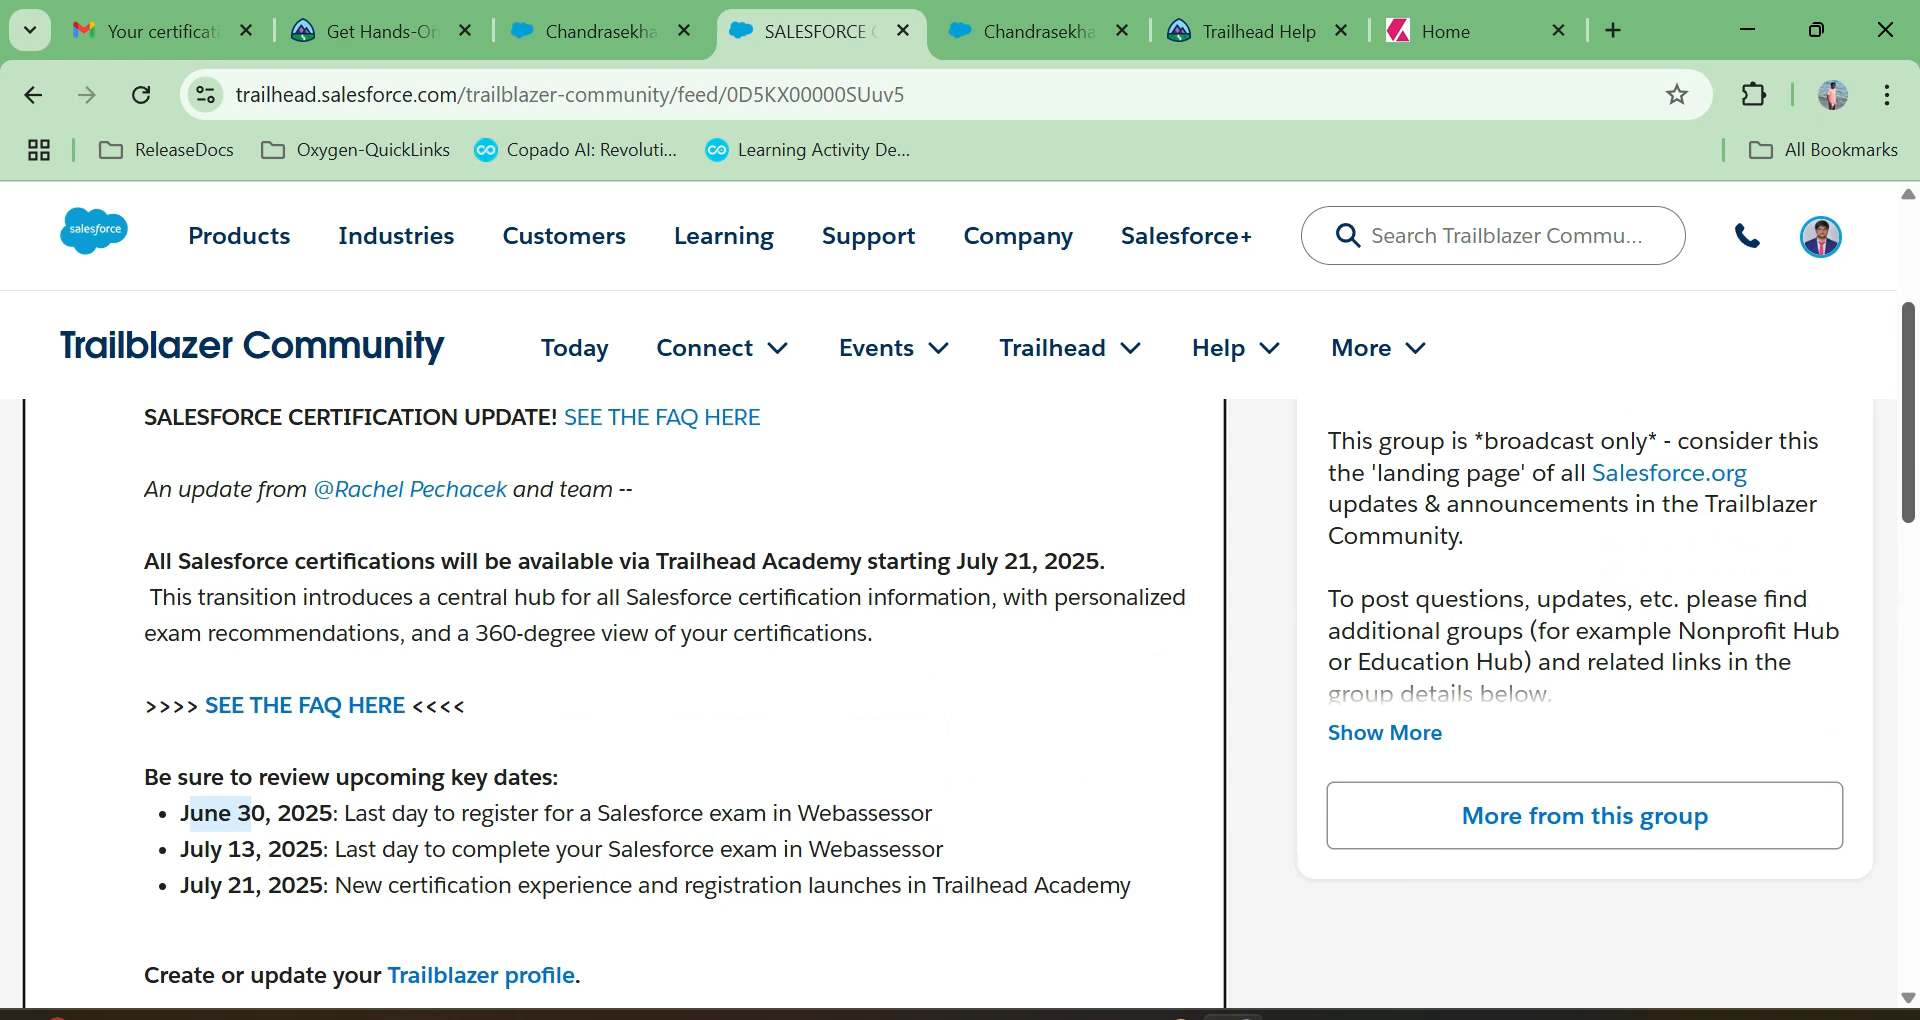 Your certificat
Get Hands-On
Chandrasekha
SALESFORCE C
Chandrasekha
Trailhead Help
Home
trailhead.salesforce.com/trailblazer-community/feed/0D5KX00000SUuv5
ReleaseDocs
Oxygen-QuickLinks
Copado AI: Revoluti...
Learning Activity De...
All Bookmarks
salesforce
Products
Industries
Customers
Learning
Support
Company
Salesforce+
Search Trailblazer Commu...
Trailblazer Community
Today
Connect
Events
Trailhead
Help
More
SALESFORCE CERTIFICATION UPDATE! SEE THE FAQ HERE
An update from @Rachel Pechacek and team --
All Salesforce certifications will be available via Trailhead Academy starting July 21, 2025.
This transition introduces a central hub for all Salesforce certification information, with personalized
exam recommendations, and a 360-degree view of your certifications.
>>>> SEE THE FAQ HERE <<<<
Be sure to review upcoming key dates:
• June 30, 2025: Last day to register for a Salesforce exam in Webassessor
• July 13, 2025: Last day to complete your Salesforce exam in Webassessor
• July 21, 2025: New certification experience and registration launches in Trailhead Academy
Create or update your Trailblazer profile.
This group is *broadcast only* - consider this
the 'landing page' of all Salesforce.org
updates & announcements in the Trailblazer
Community.
To post questions, updates, etc. please find
additional groups (for example Nonprofit Hub
or Education Hub) and related links in the
group details below.
Show More
More from this group